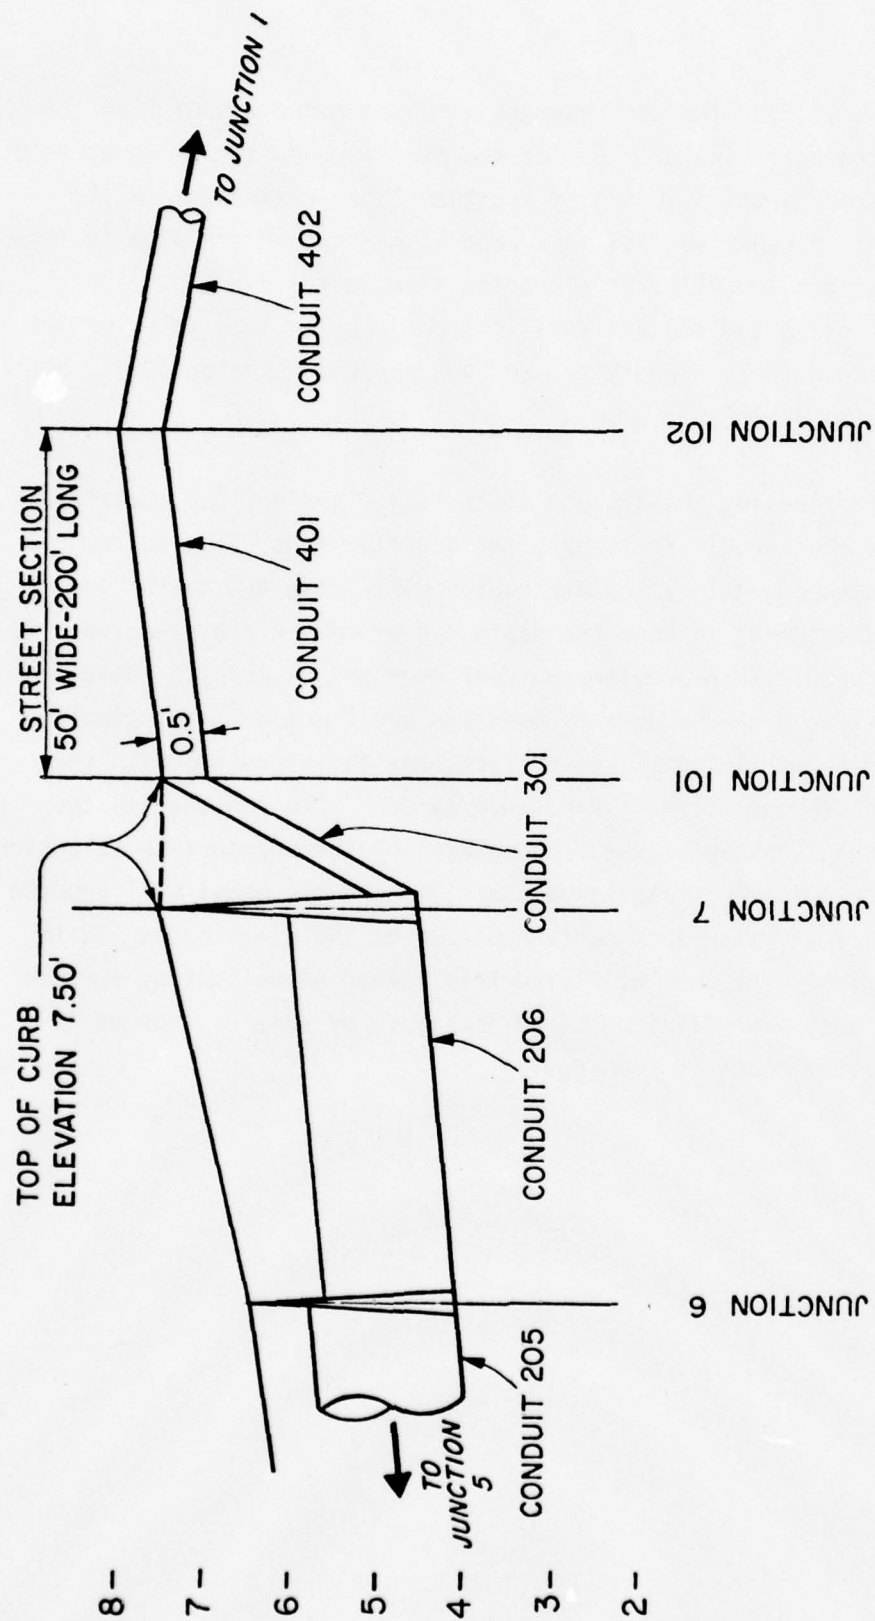 TOP OF CURB
ELEVATION 7.50'
STREET SECTION
50' WIDE-200' LONG
0.5'
TO JUNCTION 1
CONDUIT 402
CONDUIT 401
CONDUIT 301
CONDUIT 206
CONDUIT 205
TO
JUNCTION
5
8-
7-
6-
5-
4-
3-
2-
JUNCTION 6
JUNCTION 7
JUNCTION 101
JUNCTION 102